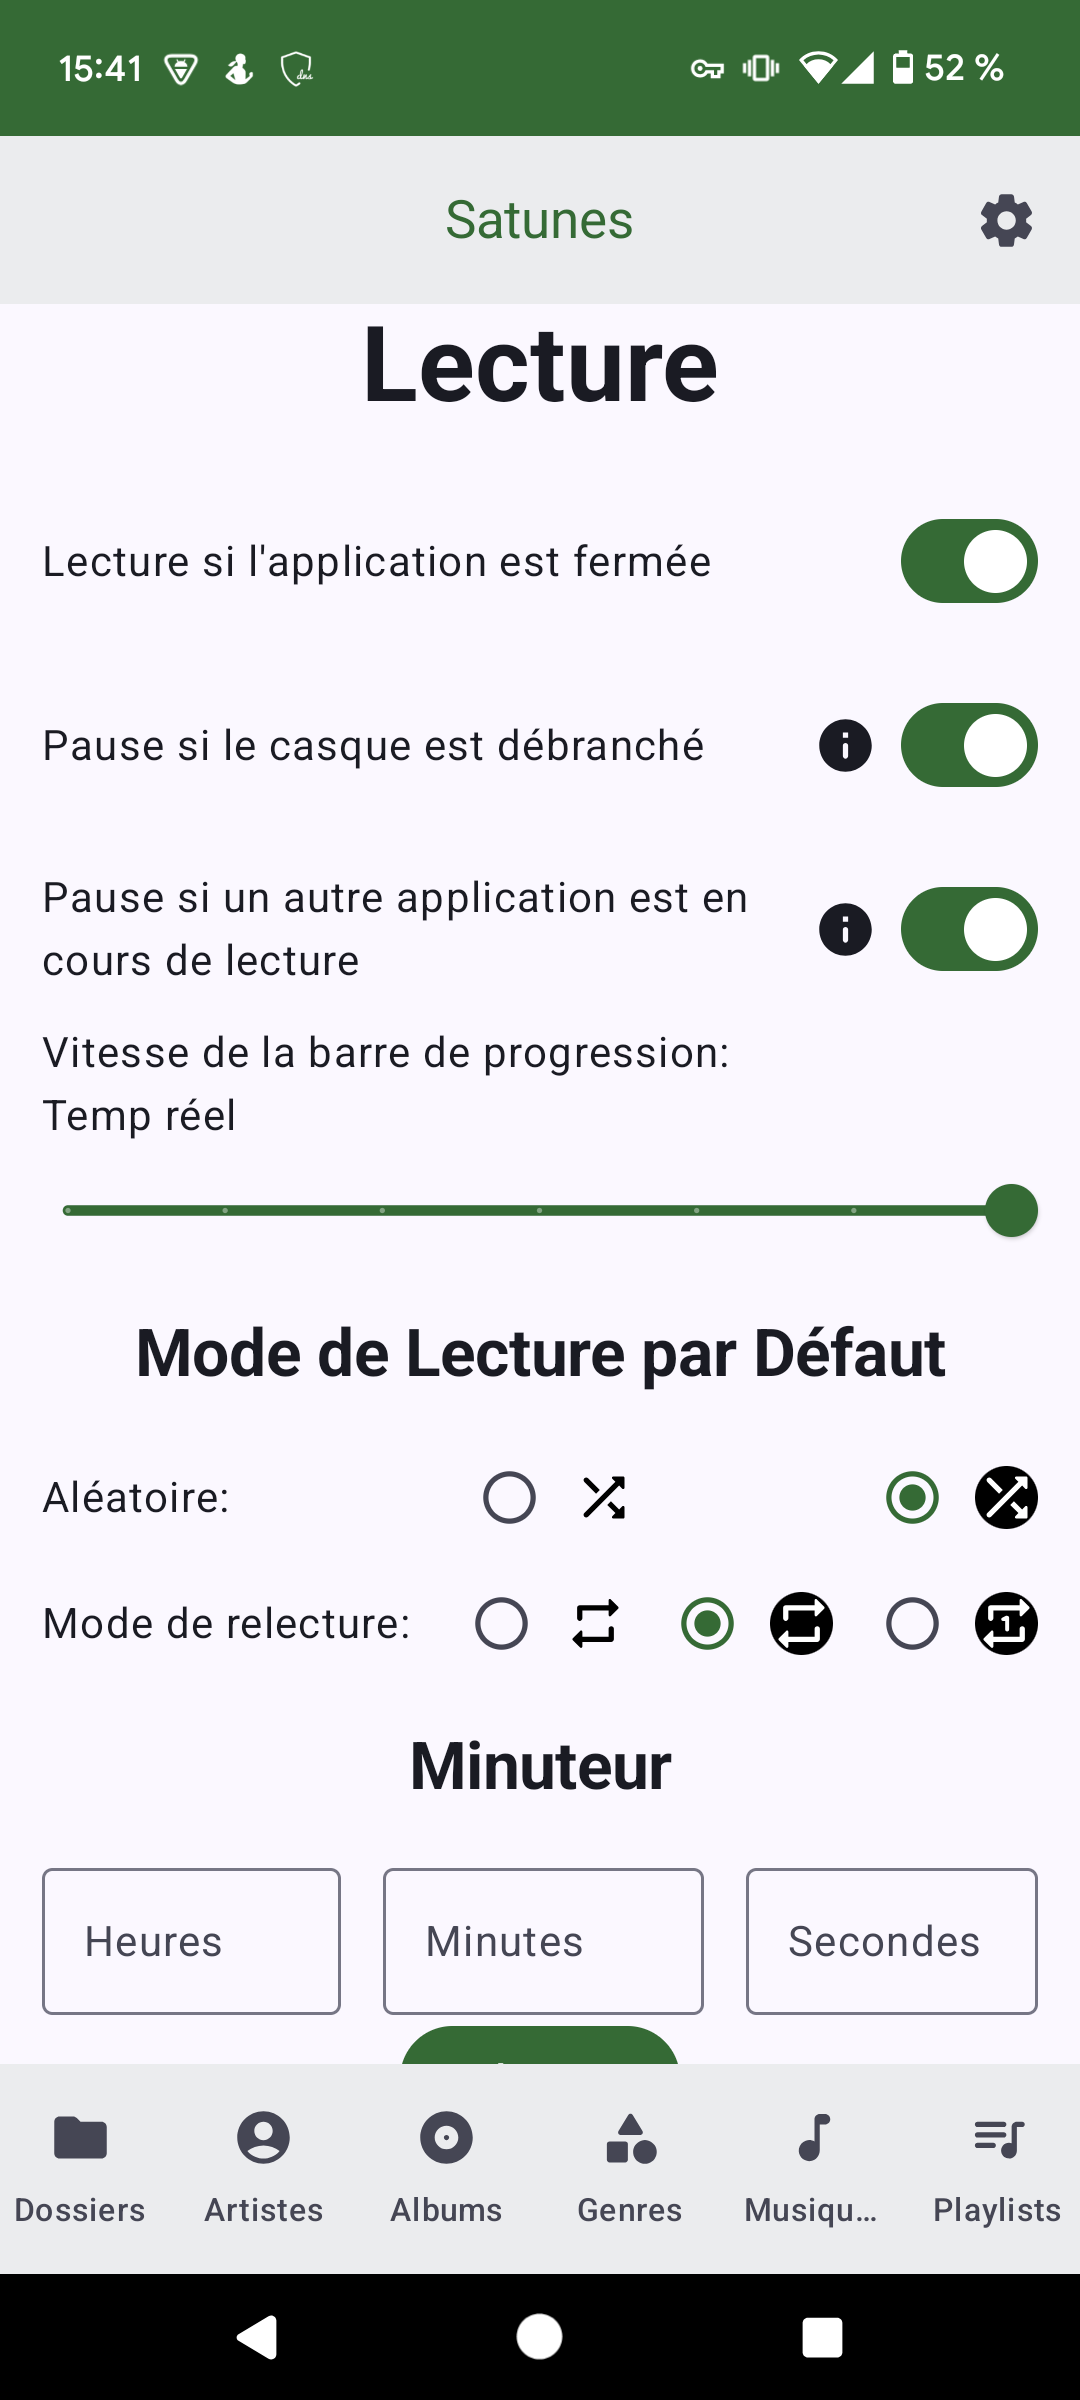 15:41
dns
52 %
Satunes
Lecture
Lecture si l'application est fermée
Pause si le casque est débranché
Pause si un autre application est en
cours de lecture
Vitesse de la barre de progression:
Temp réel
Mode de Lecture par Défaut
Aléatoire:
Mode de relecture:
1
Minuteur
Heures
Minutes
Secondes
Dossiers
Artistes
Albums
Genres
Musiqu…
Playlists